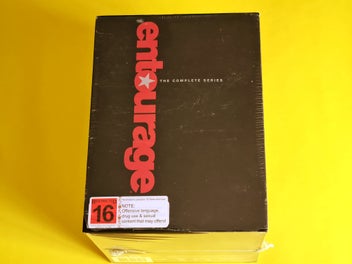 entourage
THE COMPLETE SERIES
16
NOTE:
Offensive language,
drug use & sexual
content that may offend